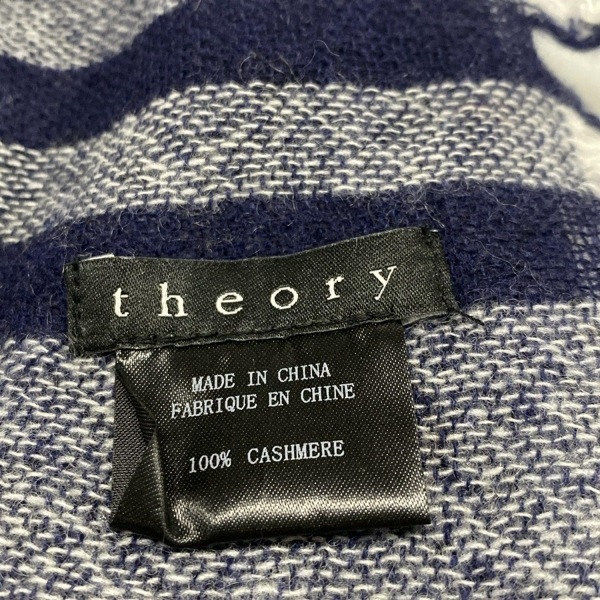 theory
MADE IN CHINA
FABRIQUE EN CHINE
100% CASHMERE